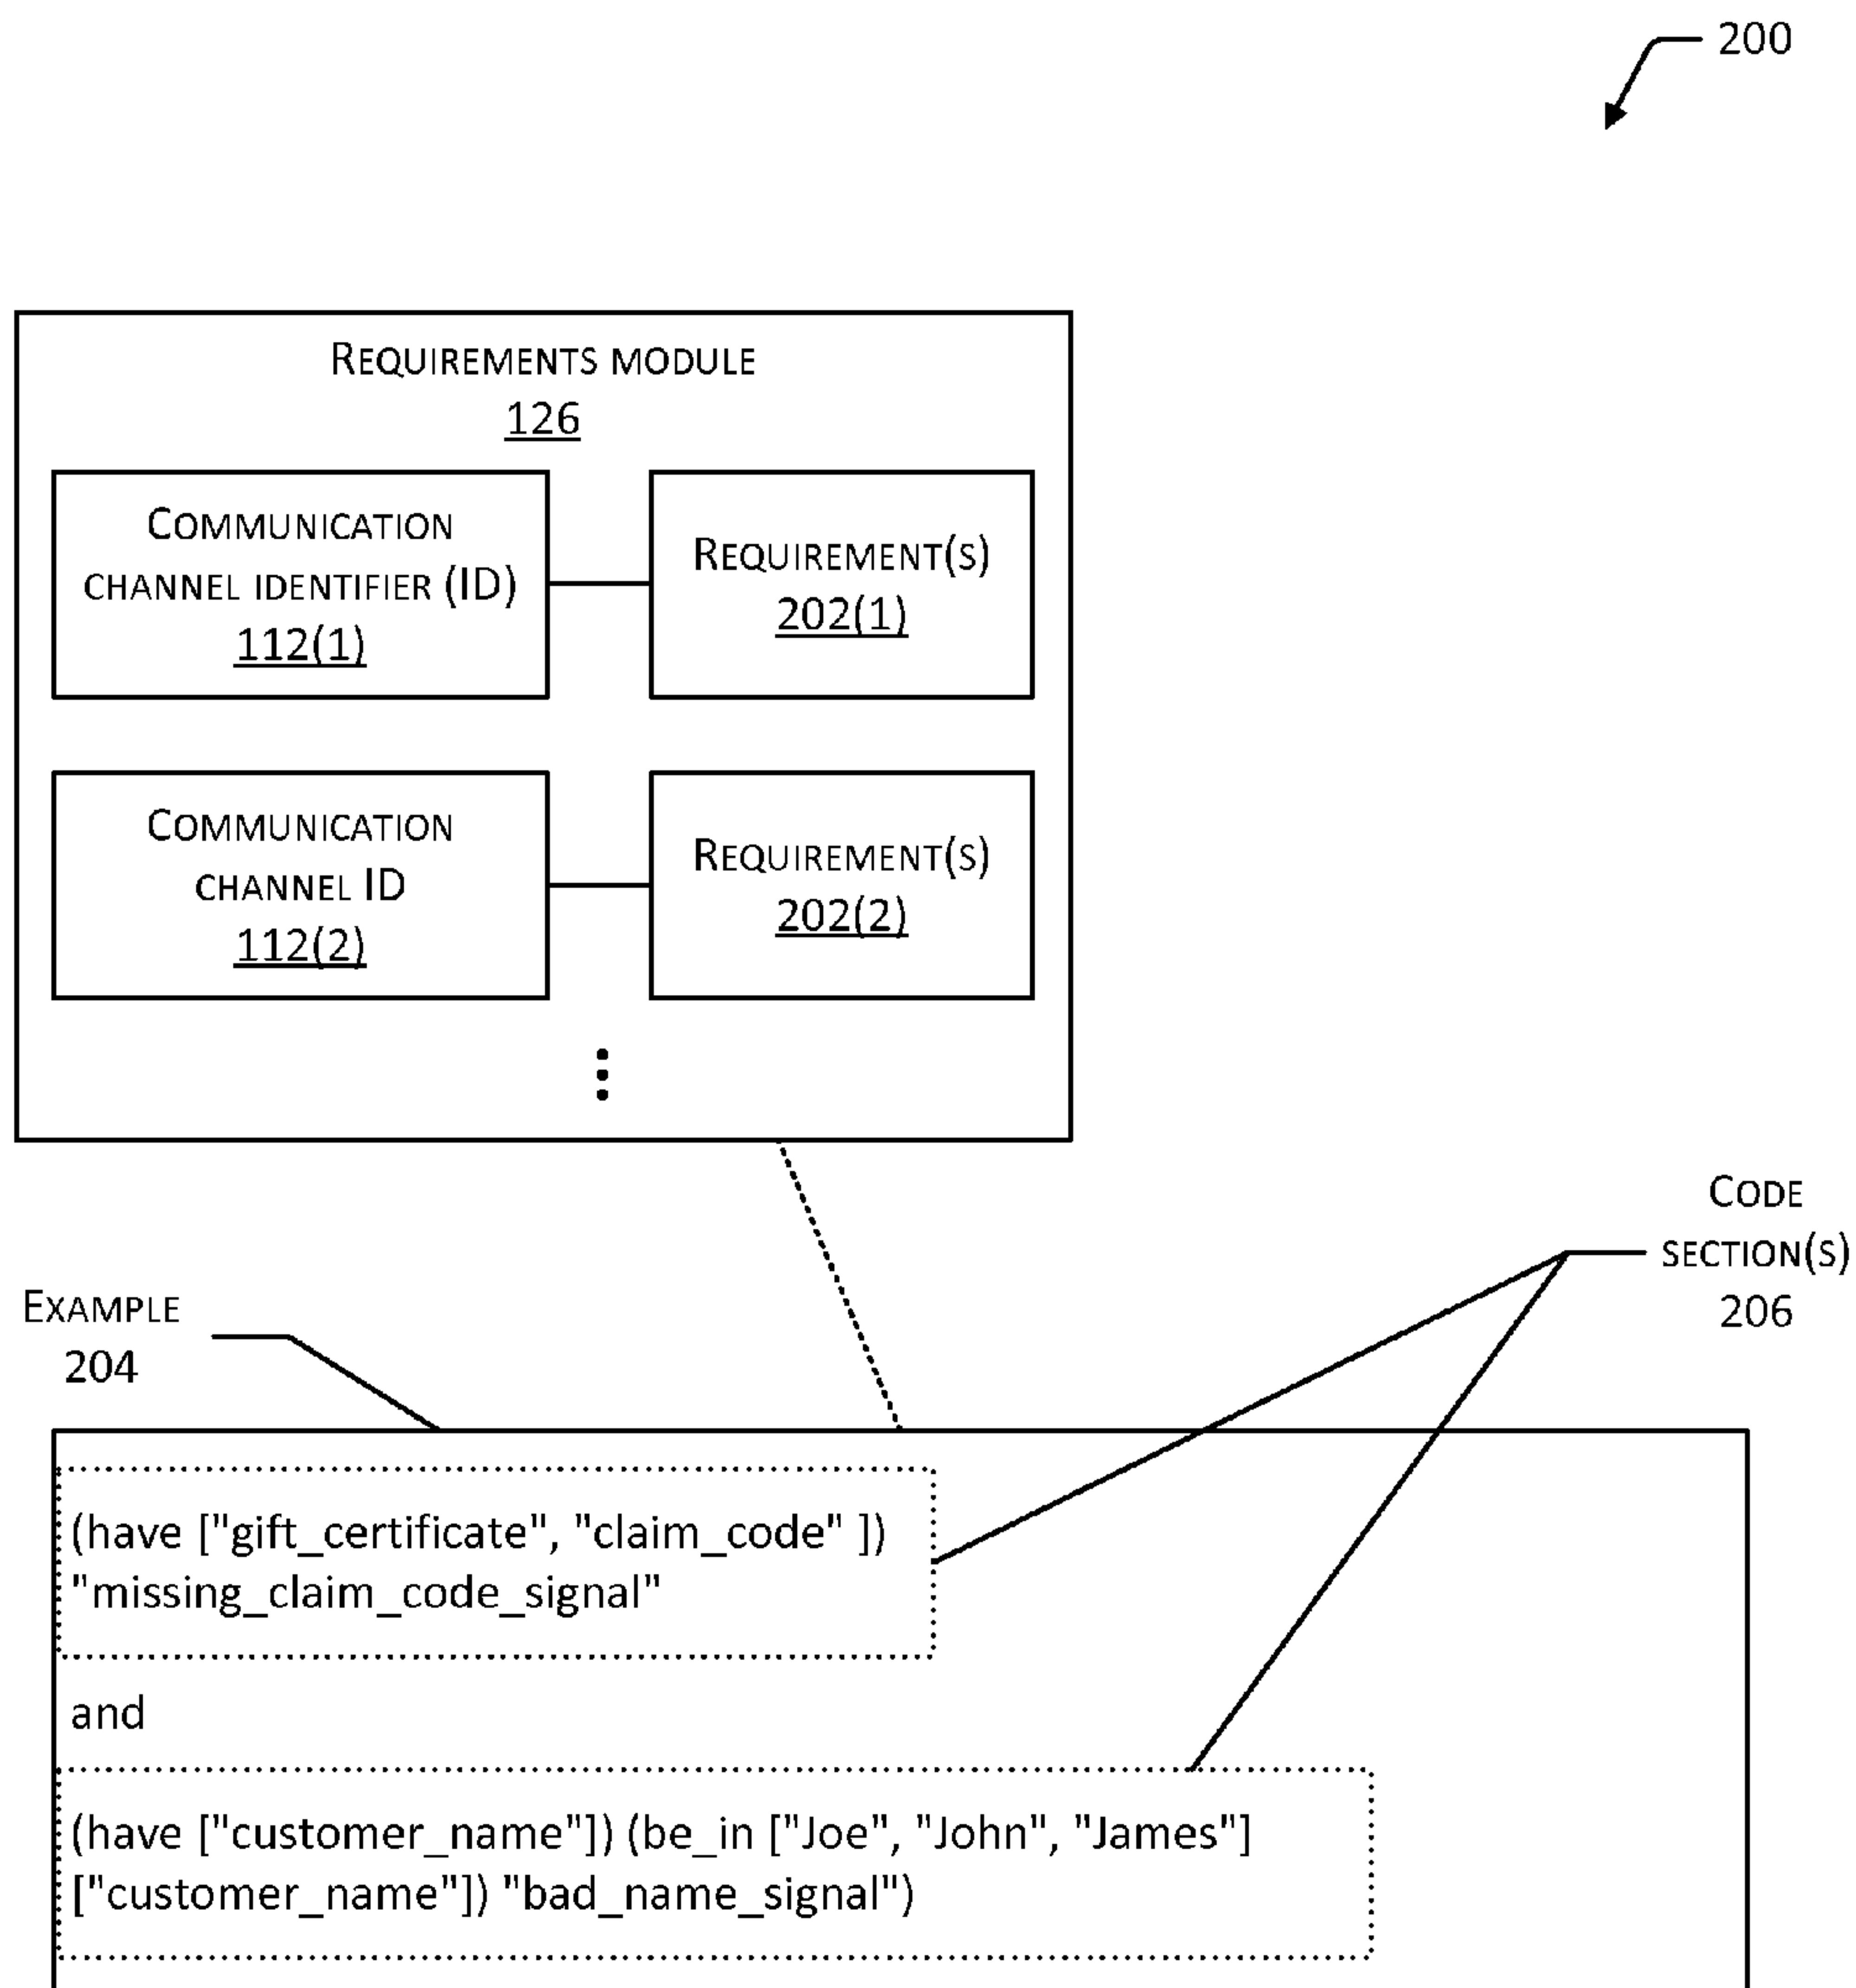 200
Requirements module
126
Communication
channel identifier (ID)
112(1)
Requirement(s)
202(1)
Communication
channel ID
112(2)
Requirement(s)
202(2)
Code
section(s)
206
Example
204
(have ["gift_certificate", "claim_code" ])
"missing_claim_code_signal"
and
(have ["customer_name"]) (be_in ["Joe", "John", "James"]
["customer_name"]) "bad_name_signal")